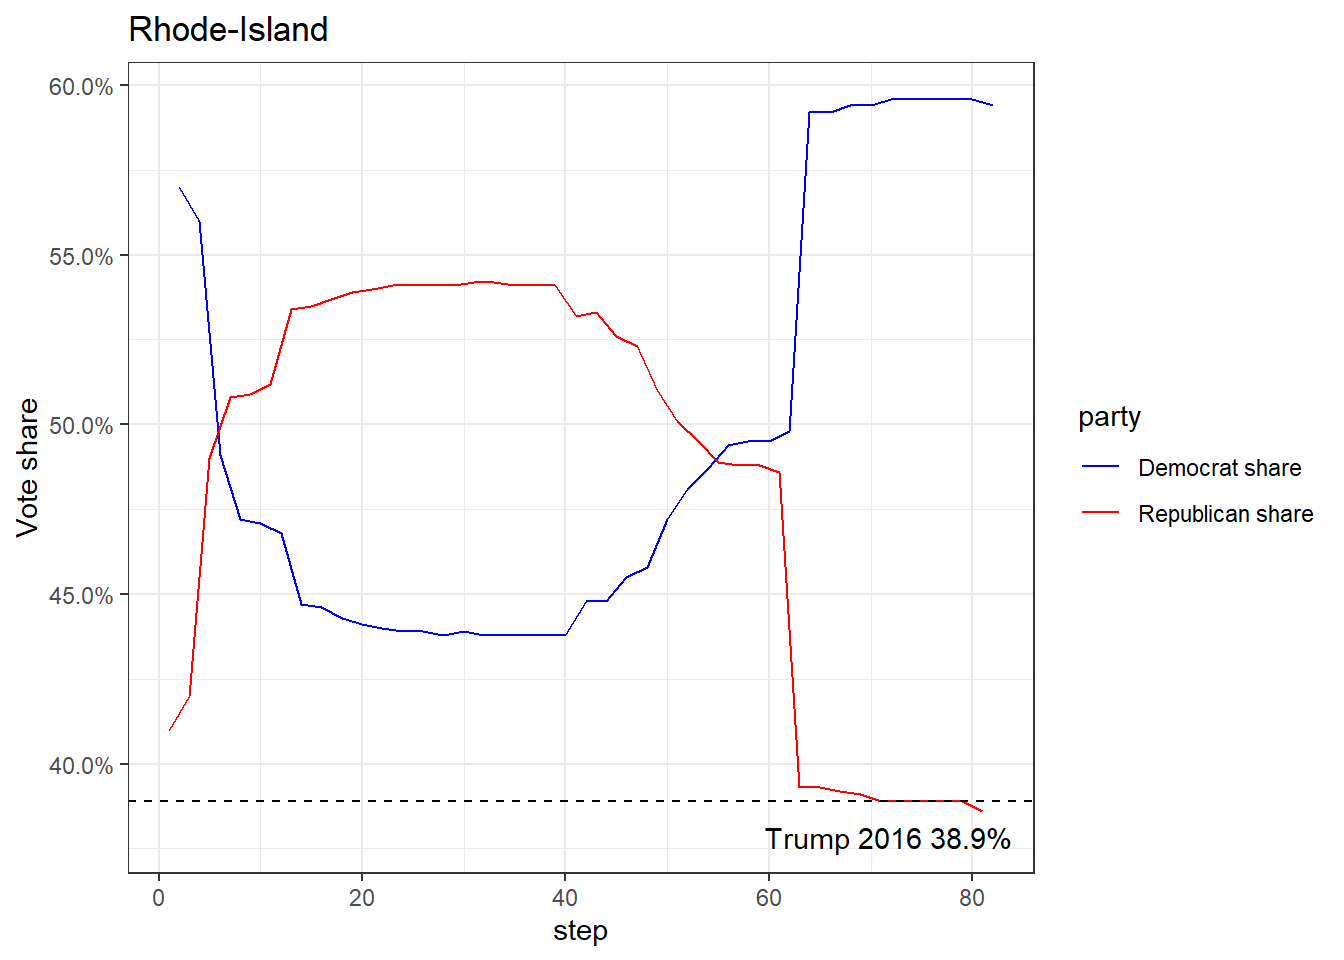 Rhode-Island
60.0%
55.0%
50.0%
45.0%
40.0%
Vote share
Trump 2016 38.9%
0 20 40 60 80
step
party
Democrat share
Republican share